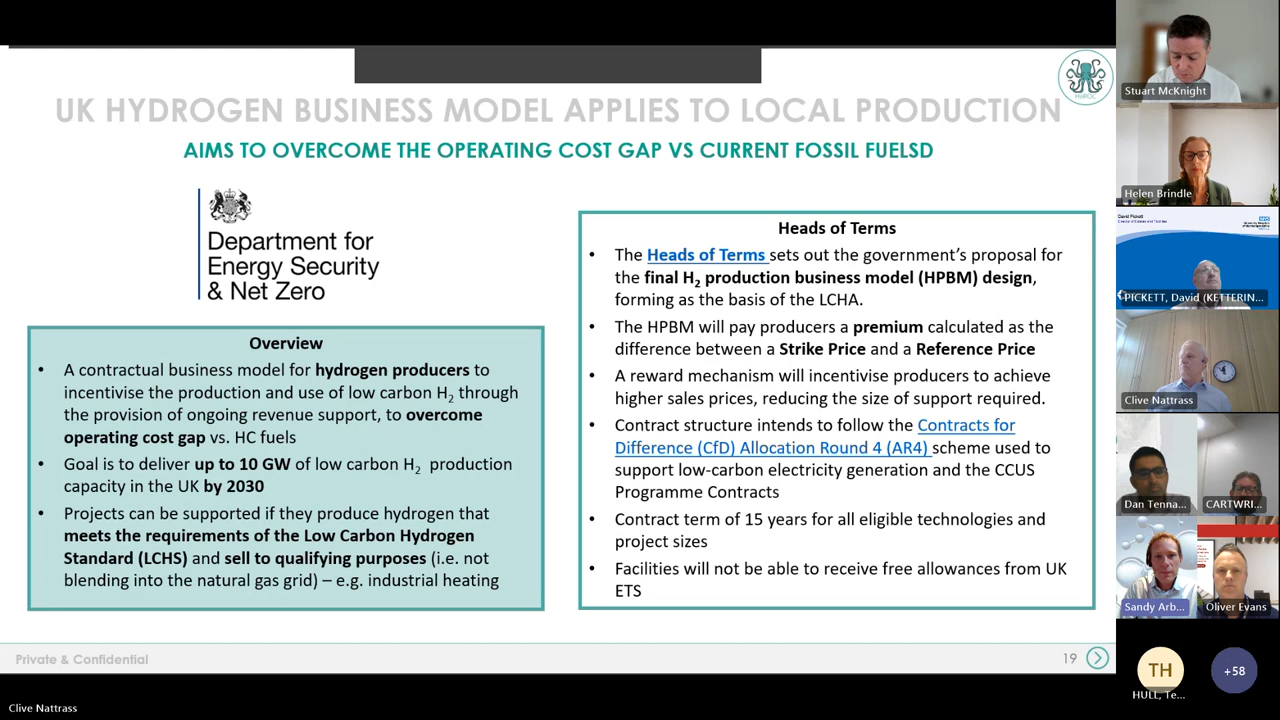 UK HYDROGEN BUSINESS MODEL APPLIES TO LOCAL PRODUCTION
AIMS TO OVERCOME THE OPERATING COST GAP VS CURRENT FOSSIL FUELSD
Department for
Energy Security
& Net Zero
Overview
• A contractual business model for hydrogen producers to
incentivise the production and use of low carbon H2 through
the provision of ongoing revenue support, to overcome
operating cost gap vs. HC fuels
• Goal is to deliver up to 10 GW of low carbon H2 production
capacity in the UK by 2030
• Projects can be supported if they produce hydrogen that
meets the requirements of the Low Carbon Hydrogen
Standard (LCHS) and sell to qualifying purposes (i.e. not
blending into the natural gas grid) – e.g. industrial heating
Heads of Terms
• The Heads of Terms sets out the government's proposal for
the final H2 production business model (HPBM) design,
forming as the basis of the LCHA.
• The HPBM will pay producers a premium calculated as the
difference between a Strike Price and a Reference Price
• A reward mechanism will incentivise producers to achieve
higher sales prices, reducing the size of support required.
• Contract structure intends to follow the Contracts for
Difference (CfD) Allocation Round 4 (AR4) scheme used to
support low-carbon electricity generation and the CCUS
Programme Contracts
• Contract term of 15 years for all eligible technologies and
project sizes
• Facilities will not be able to receive free allowances from UK
ETS
Private & Confidential
19
Clive Nattrass
Stuart McKnight
Helen Brindle
David Pickett
NHS
PICKETT, David (KETTERIN...
Clive Nattrass
Dan Tenna...
CARTWRI...
Sandy Arb...
Oliver Evans
TH
HULL, Te...
+58